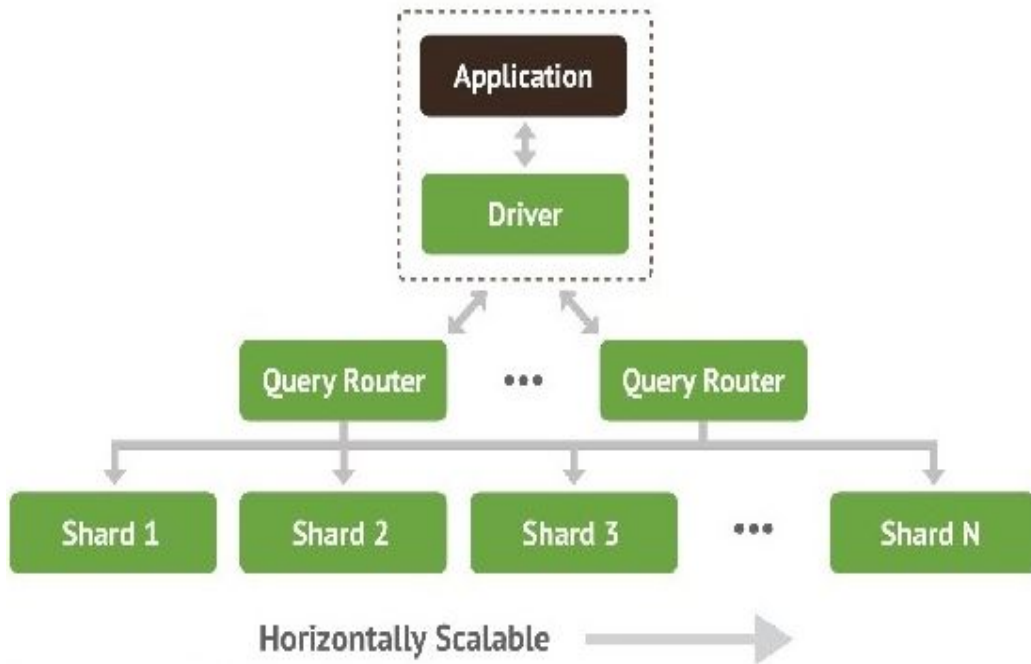 Application
Driver
Query Router ••• Query Router
Shard 1 Shard 2 Shard 3 ••• Shard N
Horizontally Scalable